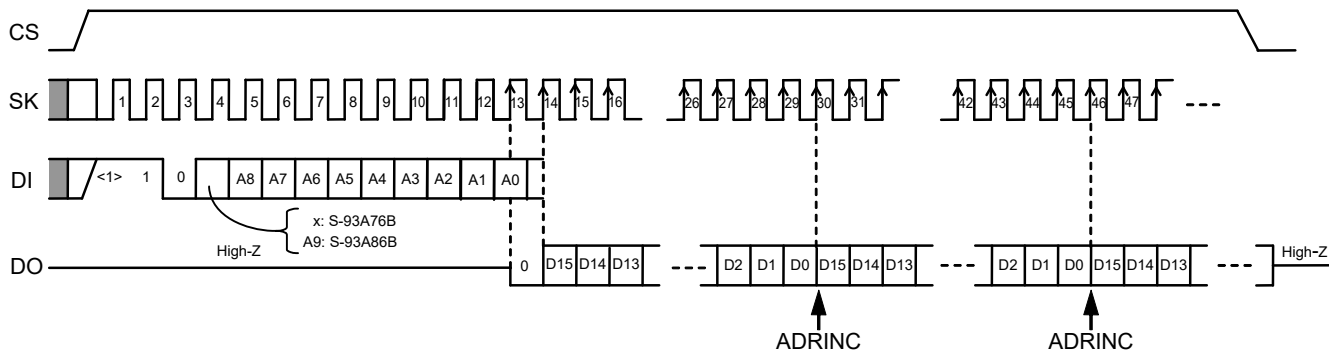 CS
SK 1 2 3 4 5 6 7 8 9 10 11 12 13 14 15 16 26 27 28 29 30 31 42 43 44 45 46 47
DI <1> 1 0 A8 A7 A6 A5 A4 A3 A2 A1 A0
x: S-93A76B
A9: S-93A86B
High-Z
DO 0 D15 D14 D13 D2 D1 D0 D15 D14 D13 D2 D1 D0 D15 D14 D13 High-Z
ADRINC ADRINC